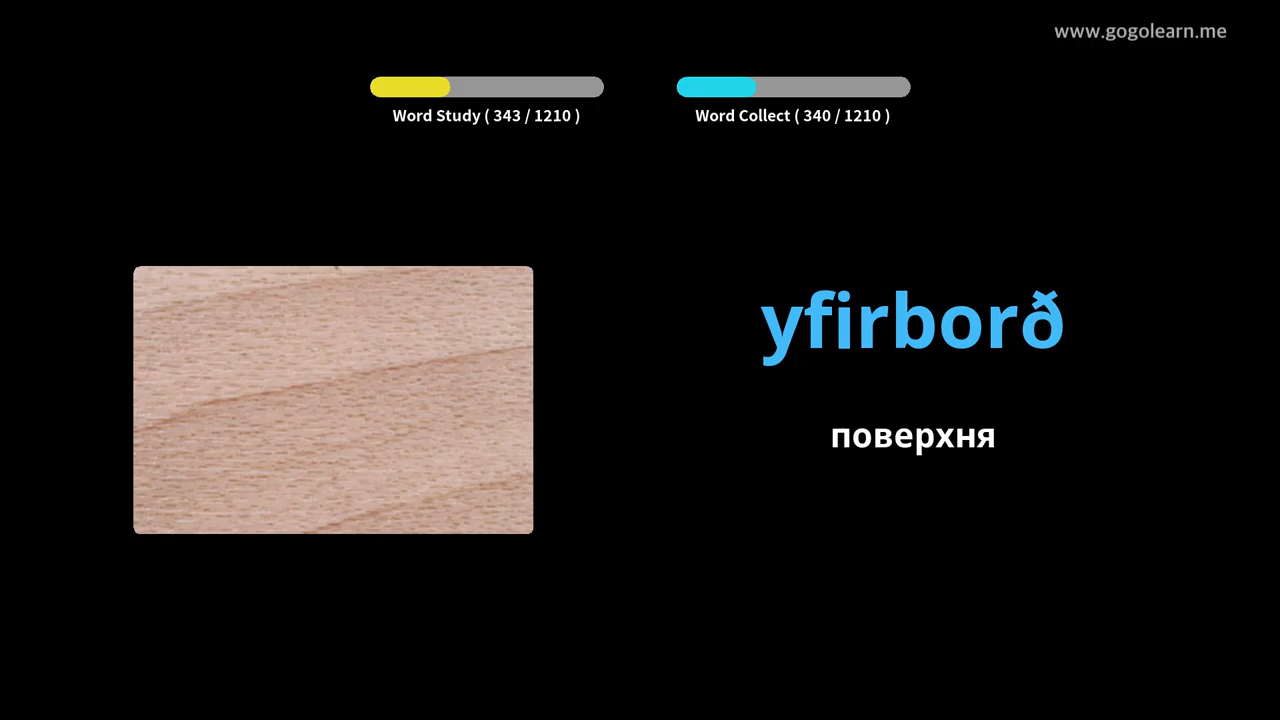 www.gogolearn.me
Word Study ( 343 / 1210 )
Word Collect ( 340 / 1210 )
yfirborð
поверхня